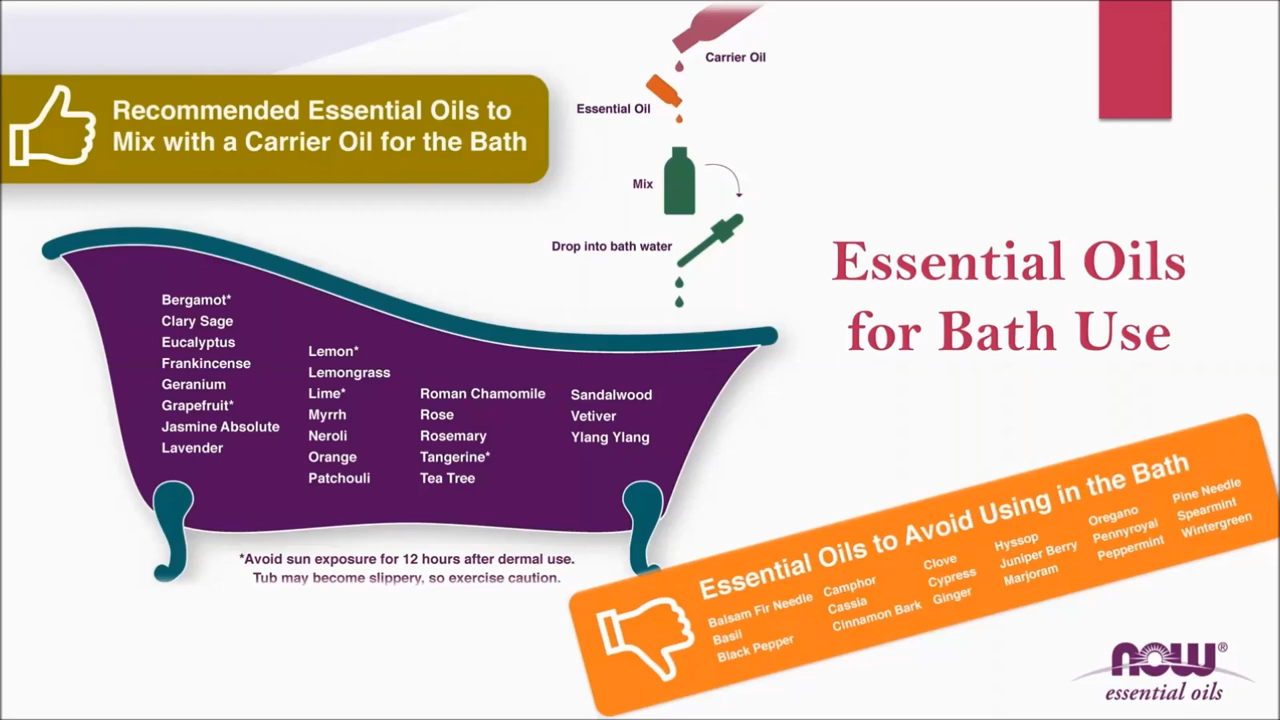 Recommended Essential Oils to
Mix with a Carrier Oil for the Bath
Carrier Oil
Essential Oil
Mix
Drop into bath water
Essential Oils
for Bath Use
Bergamot*
Clary Sage
Eucalyptus
Frankincense
Geranium
Grapefruit*
Jasmine Absolute
Lavender
Lemon*
Lemongrass
Lime*
Myrrh
Neroli
Orange
Patchouli
Roman Chamomile
Rose
Rosemary
Tangerine*
Tea Tree
Sandalwood
Vetiver
Ylang Ylang
*Avoid sun exposure for 12 hours after dermal use.
Tub may become slippery, so exercise caution.
Essential Oils to Avoid Using in the Bath
Balsam Fir Needle
Basil
Black Pepper
Camphor
Cassia
Cinnamon Bark
Clove
Cypress
Ginger
Hyssop
Juniper Berry
Marjoram
Oregano
Pennyroyal
Peppermint
Pine Needle
Spearmint
Wintergreen
now®
essential oils